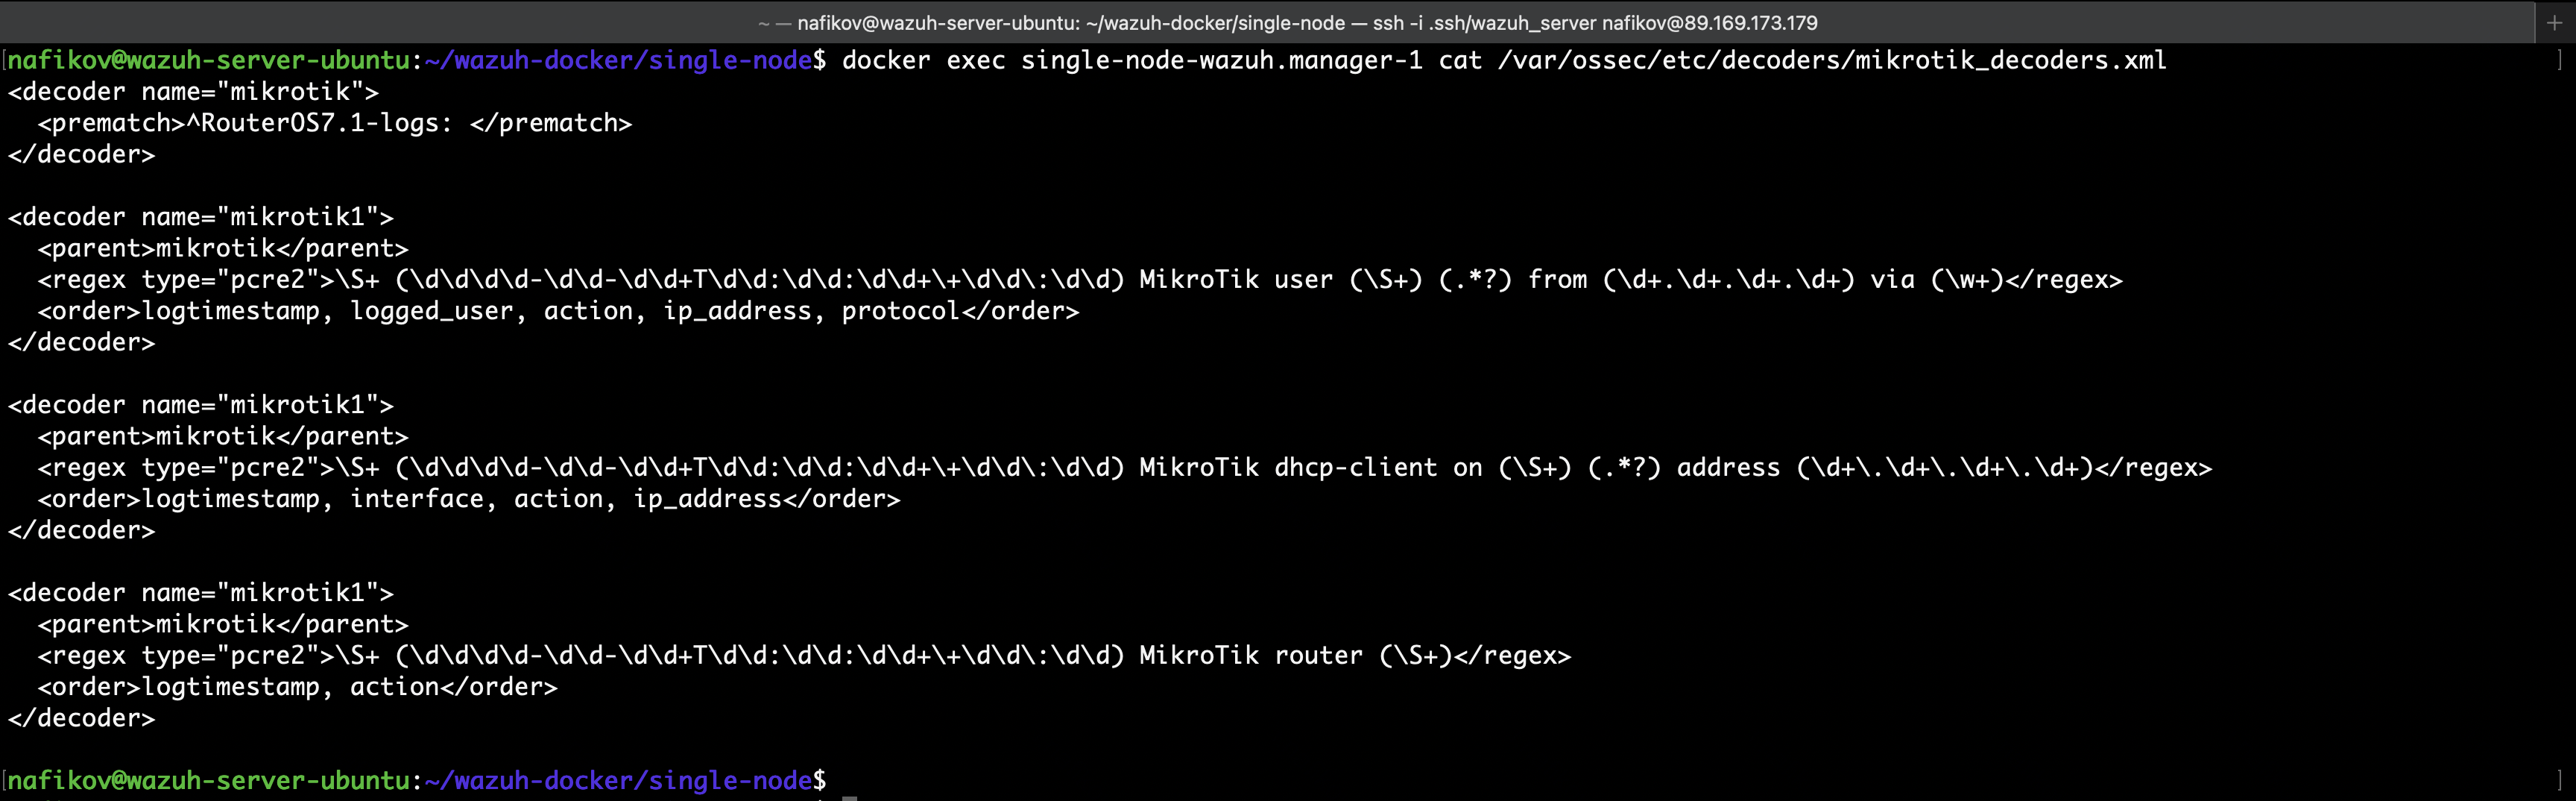 ~ — nafikov@wazuh-server-ubuntu: ~/wazuh-docker/single-node — ssh -i .ssh/wazuh_server nafikov@89.169.173.179
[nafikov@wazuh-server-ubuntu:~/wazuh-docker/single-node$ docker exec single-node-wazuh.manager-1 cat /var/ossec/etc/decoders/mikrotik_decoders.xml ]
<decoder name="mikrotik">
  <prematch>^RouterOS7.1-logs: </prematch>
</decoder>

<decoder name="mikrotik1">
  <parent>mikrotik</parent>
  <regex type="pcre2">\S+ (\d\d\d\d-\d\d-\d\d+T\d\d:\d\d:\d\d+\+\d\d\:\d\d) MikroTik user (\S+) (.*?) from (\d+.\d+.\d+.\d+) via (\w+)</regex>
  <order>logtimestamp, logged_user, action, ip_address, protocol</order>
</decoder>

<decoder name="mikrotik1">
  <parent>mikrotik</parent>
  <regex type="pcre2">\S+ (\d\d\d\d-\d\d-\d\d+T\d\d:\d\d:\d\d+\+\d\d\:\d\d) MikroTik dhcp-client on (\S+) (.*?) address (\d+\.\d+\.\d+\.\d+)</regex>
  <order>logtimestamp, interface, action, ip_address</order>
</decoder>

<decoder name="mikrotik1">
  <parent>mikrotik</parent>
  <regex type="pcre2">\S+ (\d\d\d\d-\d\d-\d\d+T\d\d:\d\d:\d\d+\+\d\d\:\d\d) MikroTik router (\S+)</regex>
  <order>logtimestamp, action</order>
</decoder>

[nafikov@wazuh-server-ubuntu:~/wazuh-docker/single-node$ ]